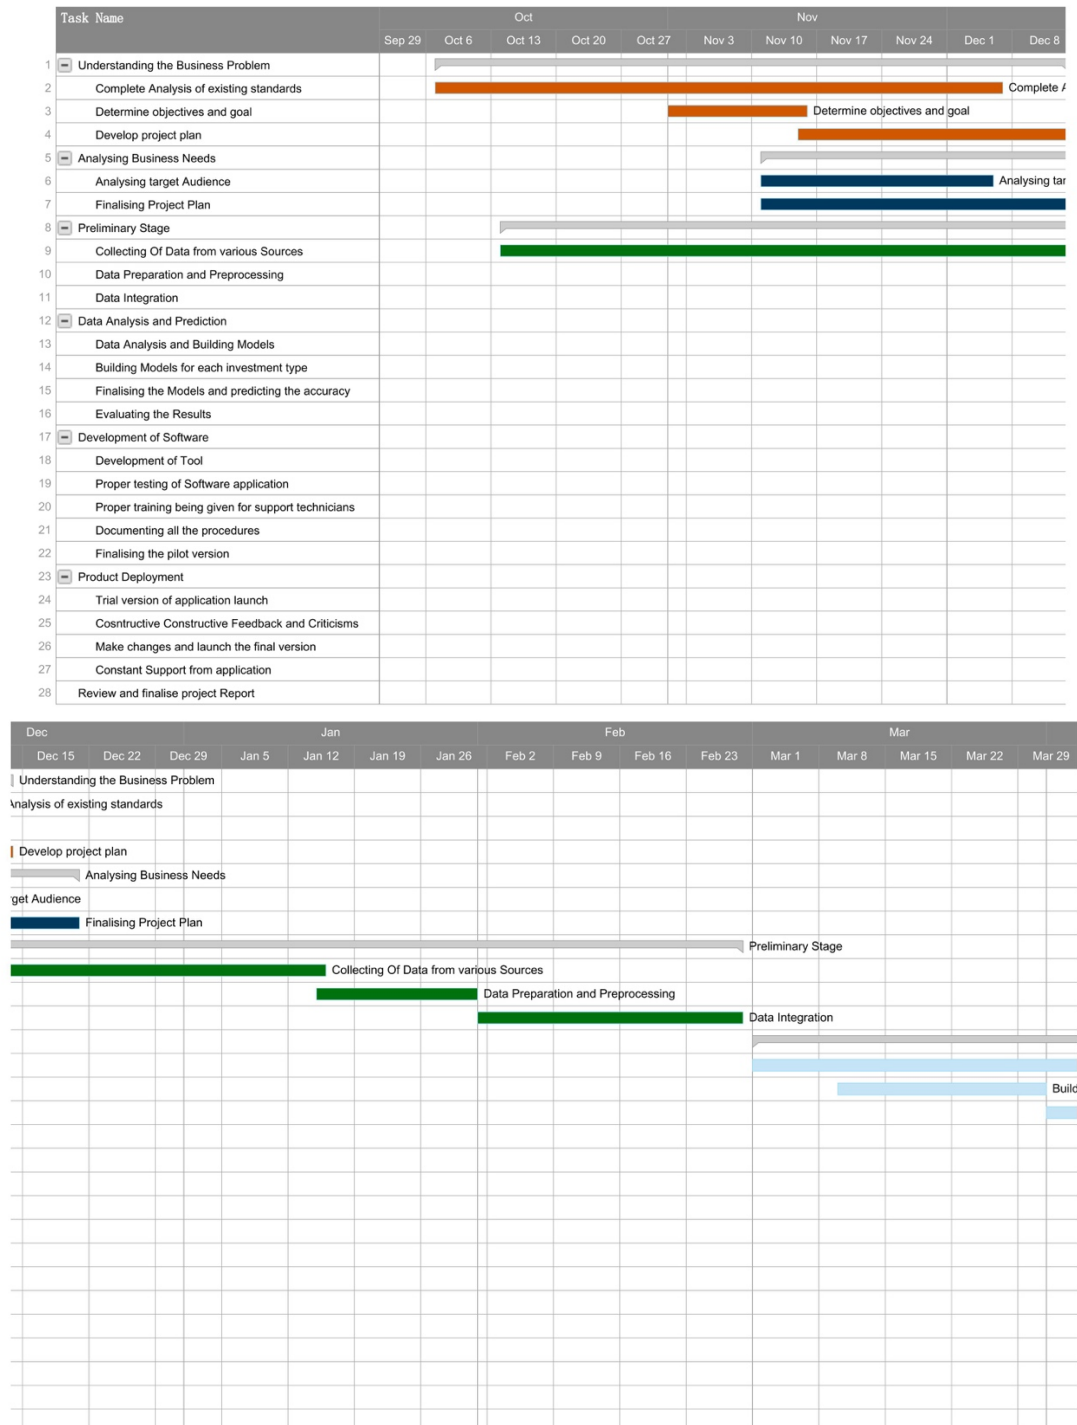 Task Name
Oct Nov
Sep 29 Oct 6 Oct 13 Oct 20 Oct 27 Nov 3 Nov 10 Nov 17 Nov 24 Dec 1 Dec 8
1 Understanding the Business Problem
2 Complete Analysis of existing standards Complete A
3 Determine objectives and goal Determine objectives and goal
4 Develop project plan
5 Analysing Business Needs
6 Analysing target Audience Analysing tar
7 Finalising Project Plan
8 Preliminary Stage
9 Collecting Of Data from various Sources
10 Data Preparation and Preprocessing
11 Data Integration
12 Data Analysis and Prediction
13 Data Analysis and Building Models
14 Building Models for each investment type
15 Finalising the Models and predicting the accuracy
16 Evaluating the Results
17 Development of Software
18 Development of Tool
19 Proper testing of Software application
20 Proper training being given for support technicians
21 Documenting all the procedures
22 Finalising the pilot version
23 Product Deployment
24 Trial version of application launch
25 Cosntructive Constructive Feedback and Criticisms
26 Make changes and launch the final version
27 Constant Support from application
28 Review and finalise project Report
Dec Jan Feb Mar
Dec 15 Dec 22 Dec 29 Jan 5 Jan 12 Jan 19 Jan 26 Feb 2 Feb 9 Feb 16 Feb 23 Mar 1 Mar 8 Mar 15 Mar 22 Mar 29
Understanding the Business Problem
Analysis of existing standards
Develop project plan
Analysing Business Needs
get Audience
Finalising Project Plan
Preliminary Stage
Collecting Of Data from various Sources
Data Preparation and Preprocessing
Data Integration
Build